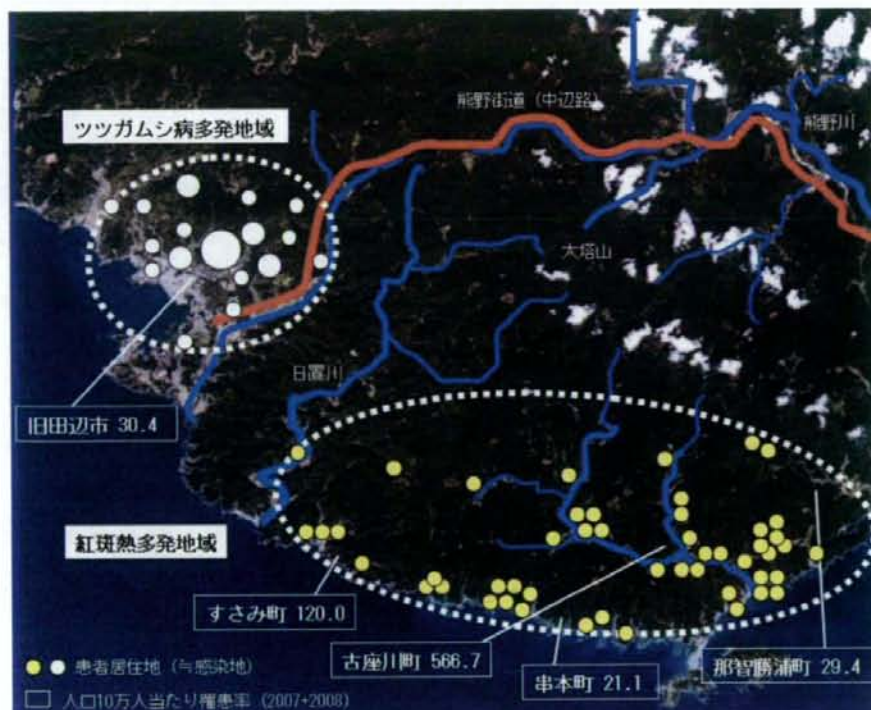 熊野街道（中辺路）
熊野川
ツツガムシ病多発地域
大塔山
日置川
旧田辺市 30.4
紅斑熱多発地域
すさみ町 120.0
古座川町 566.7
串本町 21.1
那智勝浦町 29.4
患者居住地（≒感染地）
人口10万人当たり罹患率（2007+2008）